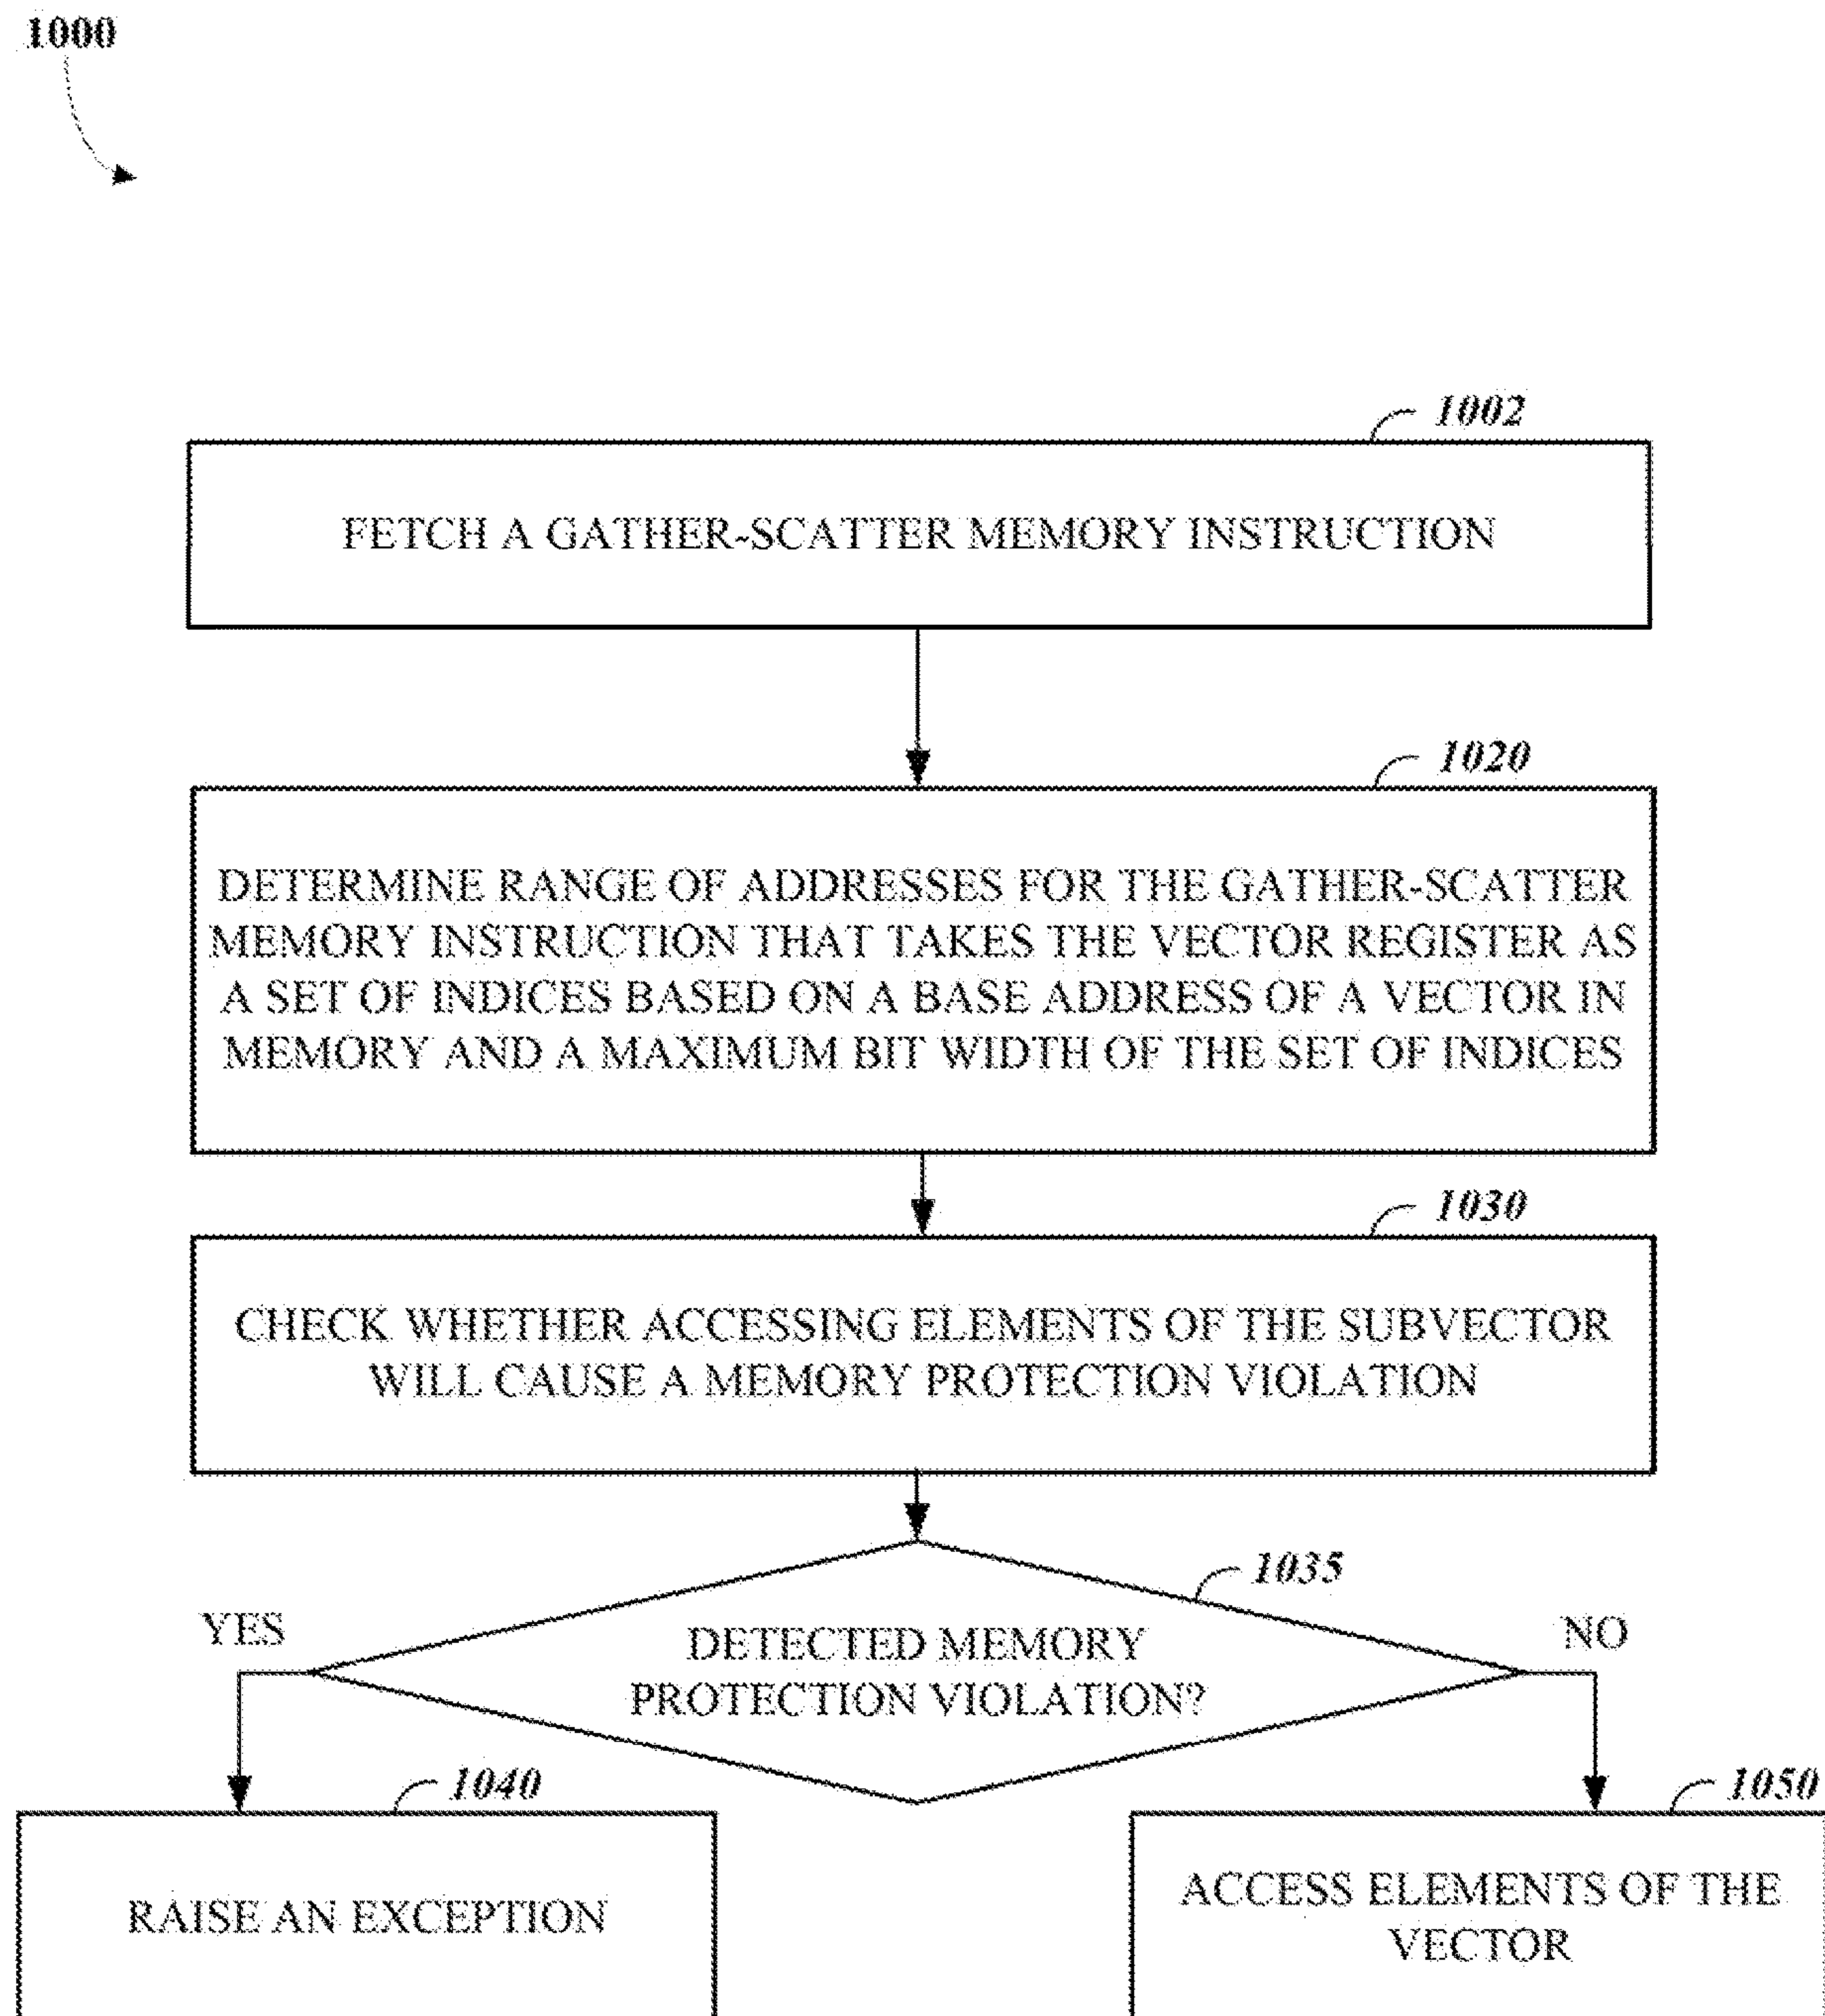 1000
1002
FETCH A GATHER-SCATTER MEMORY INSTRUCTION
1020
DETERMINE RANGE OF ADDRESSES FOR THE GATHER-SCATTER
MEMORY INSTRUCTION THAT TAKES THE VECTOR REGISTER AS
A SET OF INDICES BASED ON A BASE ADDRESS OF A VECTOR IN
MEMORY AND A MAXIMUM BIT WIDTH OF THE SET OF INDICES
1030
CHECK WHETHER ACCESSING ELEMENTS OF THE SUBVECTOR
WILL CAUSE A MEMORY PROTECTION VIOLATION
1035
YES
DETECTED MEMORY
PROTECTION VIOLATION?
NO
1040
RAISE AN EXCEPTION
1050
ACCESS ELEMENTS OF THE
VECTOR